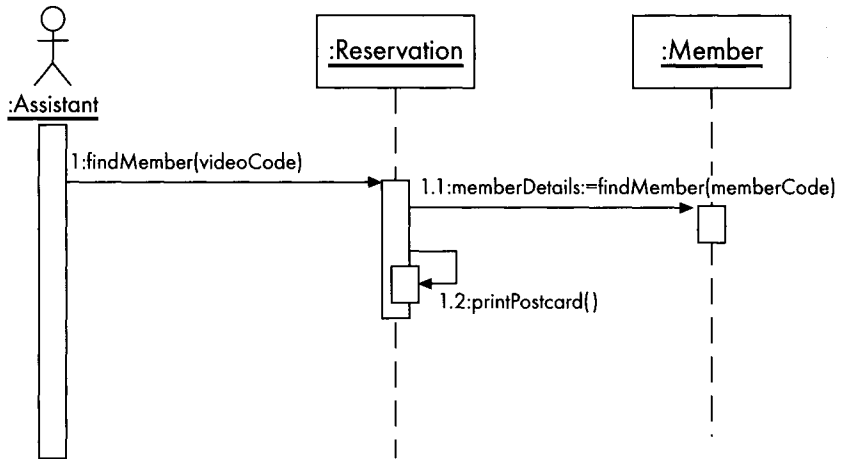 :Reservation
:Member
:Assistant
1:findMember(videoCode)
1.1:memberDetails:=findMember(memberCode)
1.2:printPostcard()